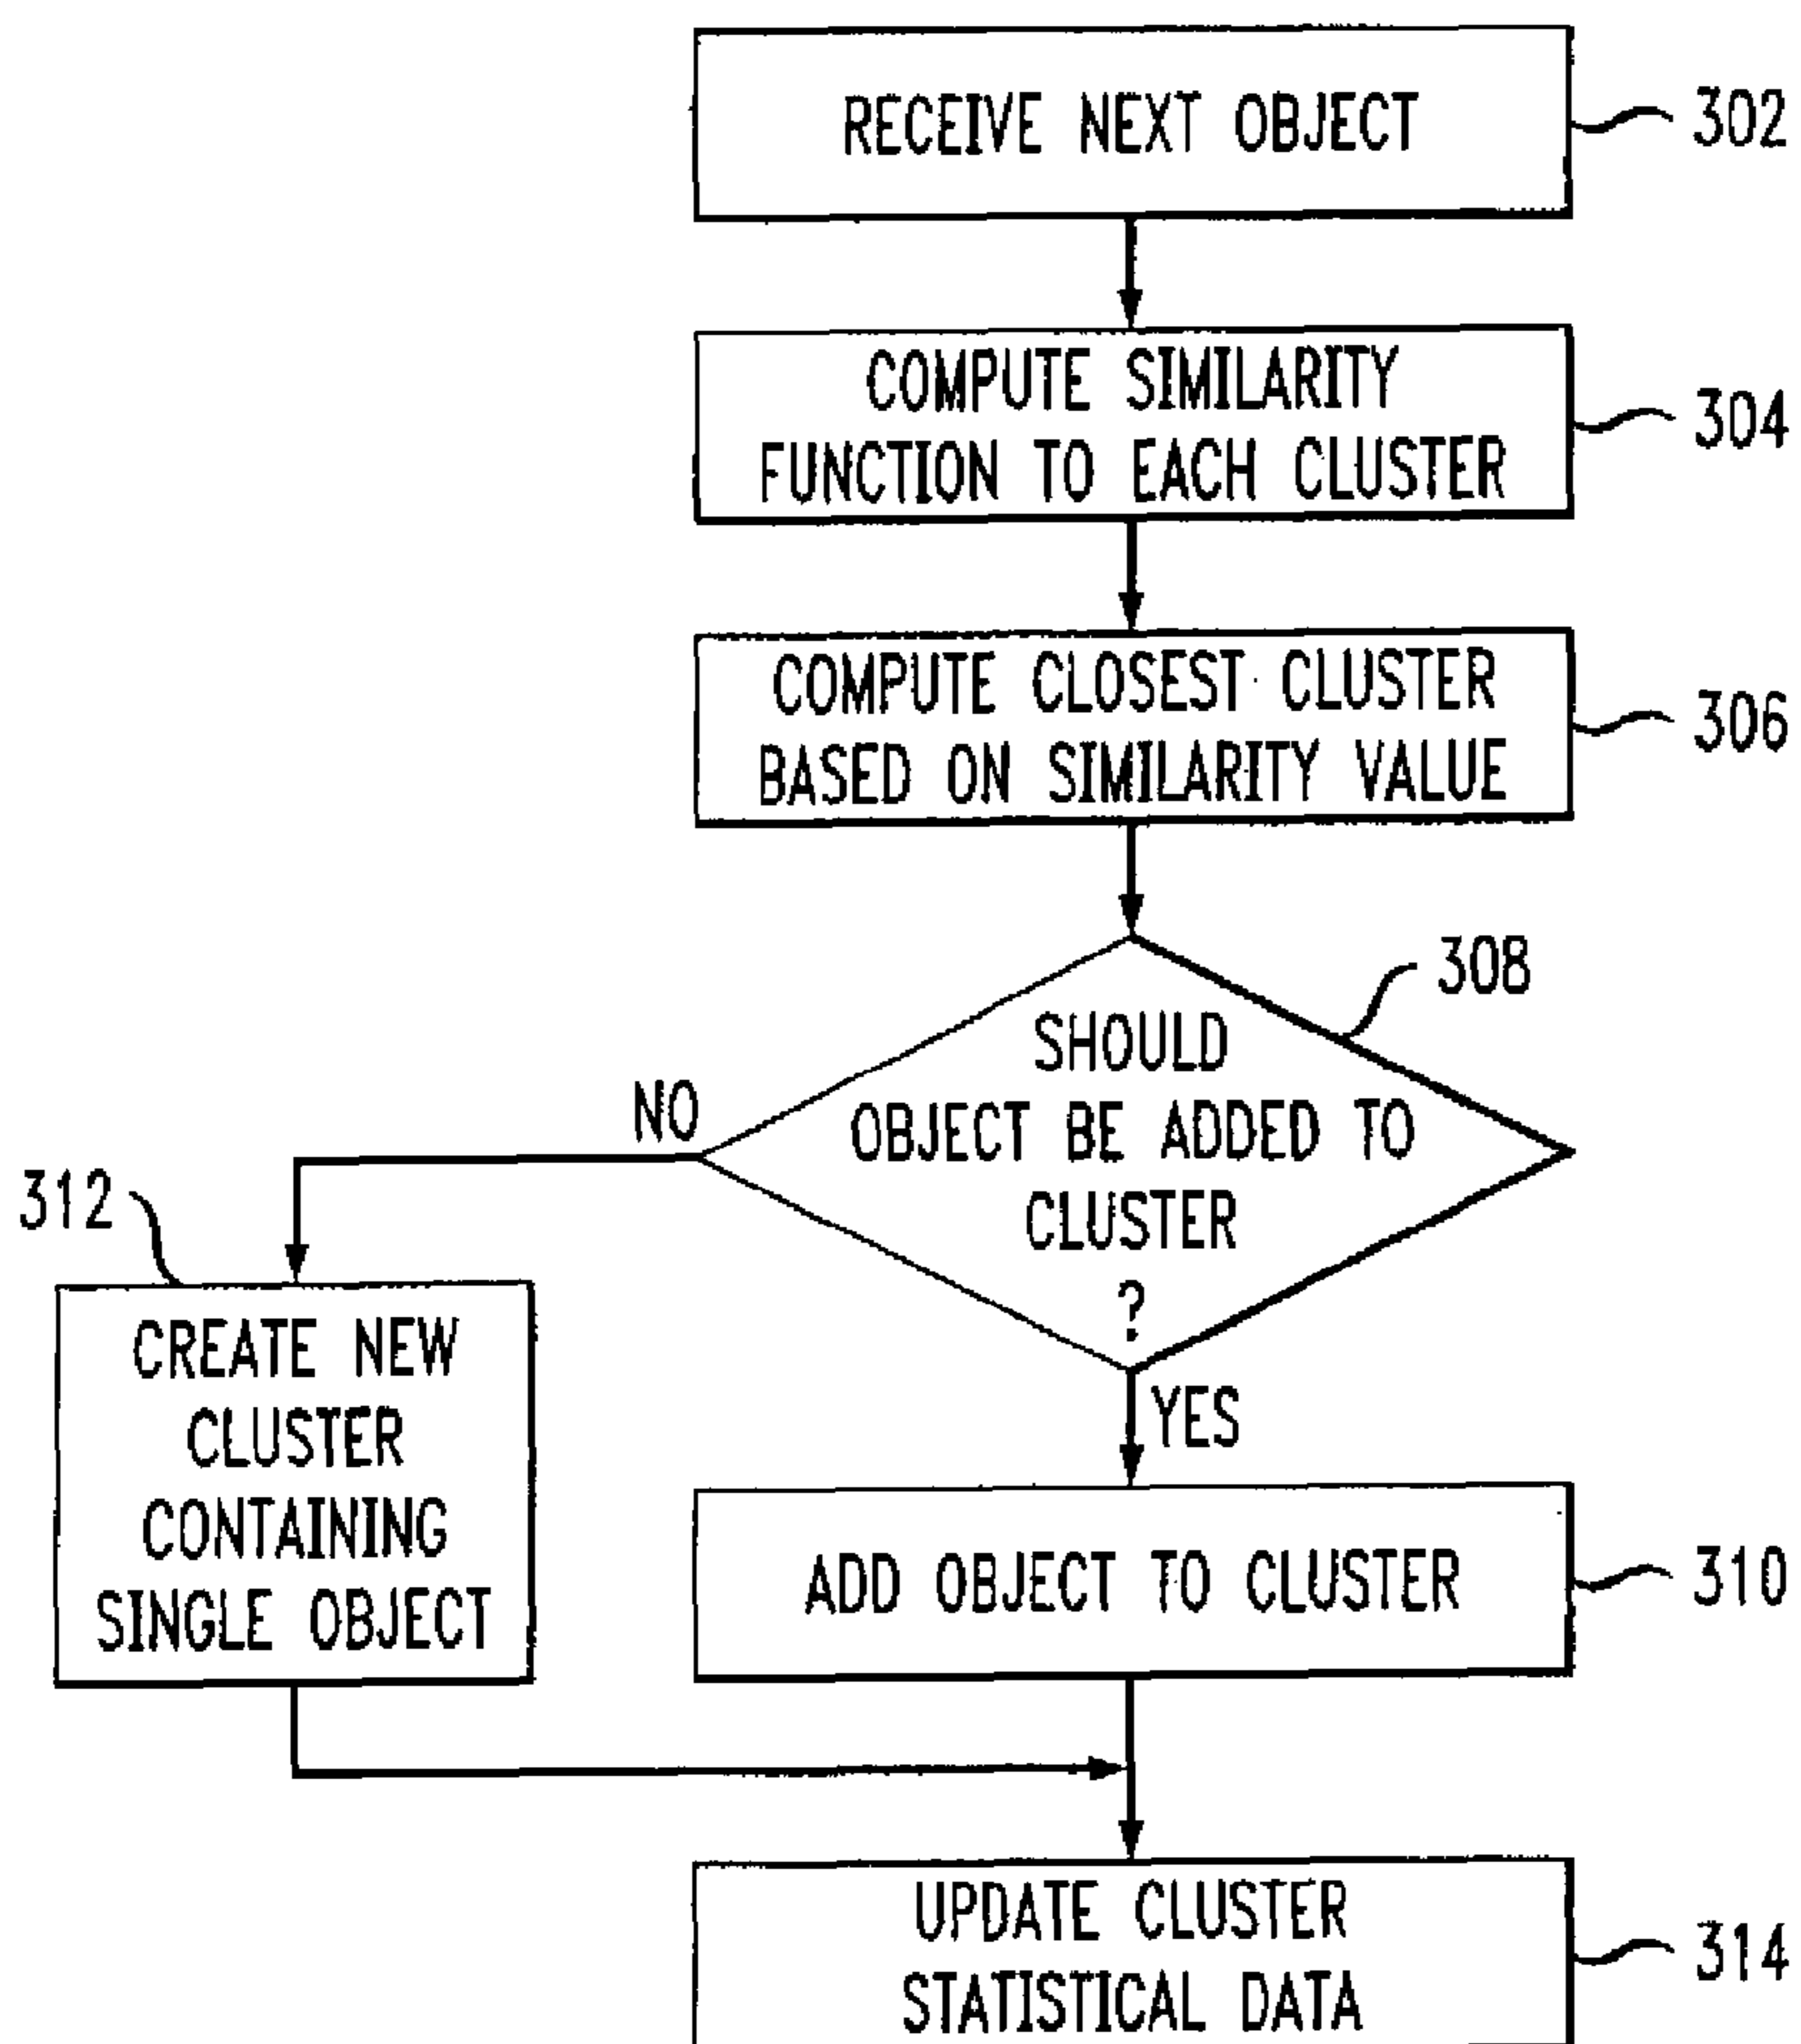 RECEIVE NEXT OBJECT
302
COMPUTE SIMILARITY
FUNCTION TO EACH CLUSTER
304
COMPUTE CLOSEST CLUSTER
BASED ON SIMILARITY VALUE
306
308
SHOULD
OBJECT BE ADDED TO
CLUSTER
?
NO
YES
312
CREATE NEW
CLUSTER
CONTAINING
SINGLE OBJECT
ADD OBJECT TO CLUSTER
310
UPDATE CLUSTER
STATISTICAL DATA
314